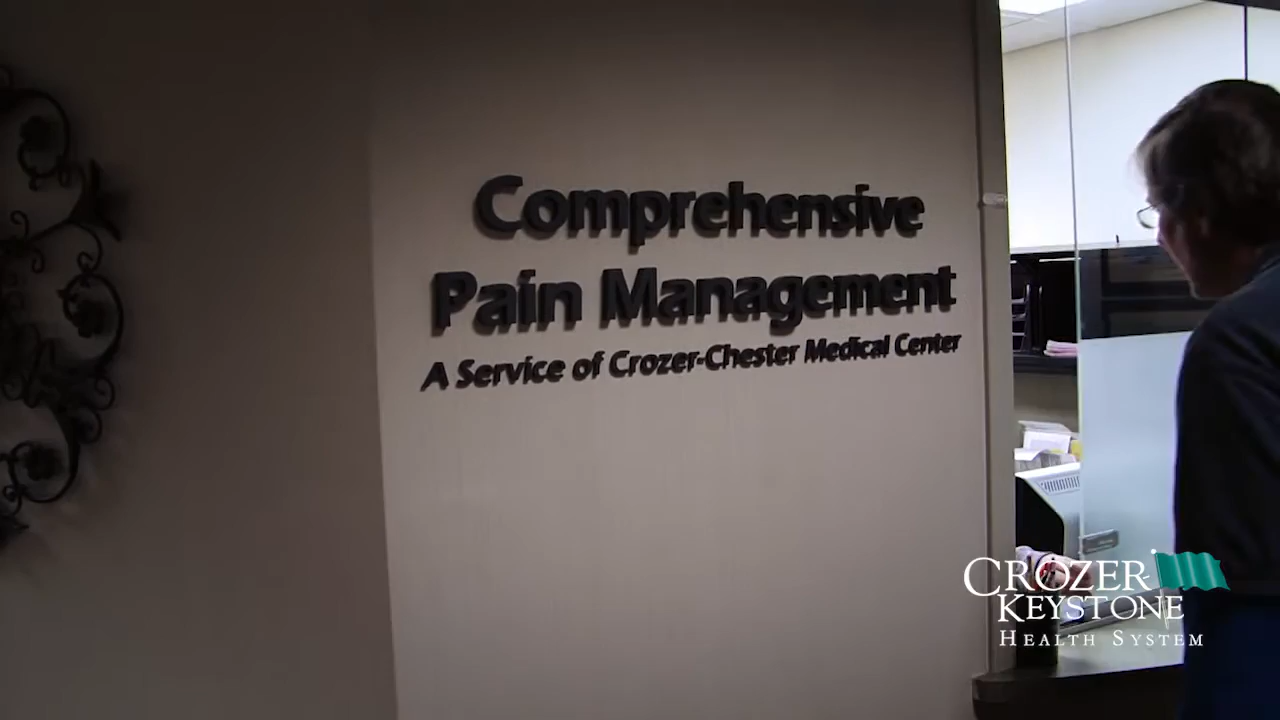 Comprehensive
Pain Management
A Service of Crozer-Chester Medical Center
CROZER-
KEYSTONE
HEALTH SYSTEM